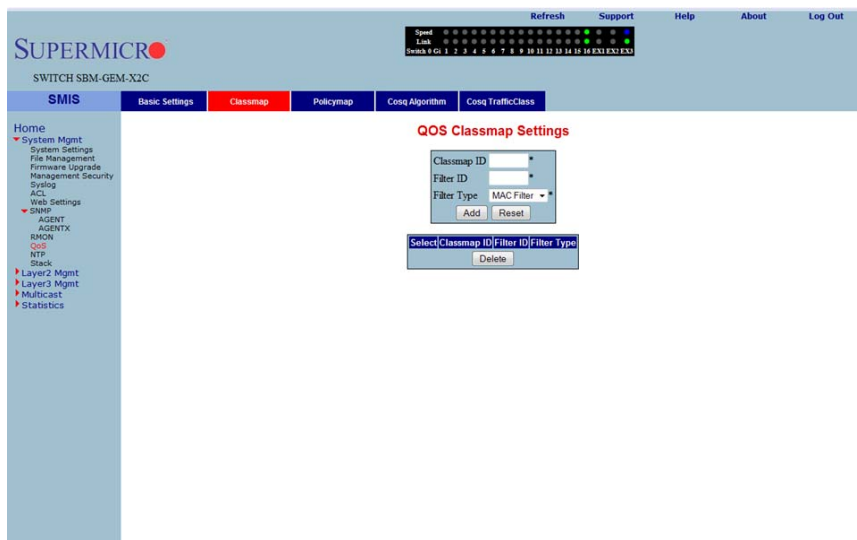 Refresh Support Help About Log Out
Speed
Link
Switch 0 Gi 1 2 3 4 5 6 7 8 9 10 11 12 13 14 15 16 EX1 EX2 EX3
SUPERMICRO
SWITCH SBM-GEM-X2C
SMIS
Basic Settings Classmap Policymap Cosq Algorithm Cosq TrafficClass
Home
System Mgmt
System Settings
File Management
Firmware Upgrade
Management Security
Syslog
ACL
Web Settings
SNMP
AGENT
AGENTX
RMON
QoS
NTP
Stack
Layer2 Mgmt
Layer3 Mgmt
Multicast
Statistics
QOS Classmap Settings
Classmap ID *
Filter ID *
Filter Type MAC Filter *
Add Reset
Select Classmap ID Filter ID Filter Type
Delete